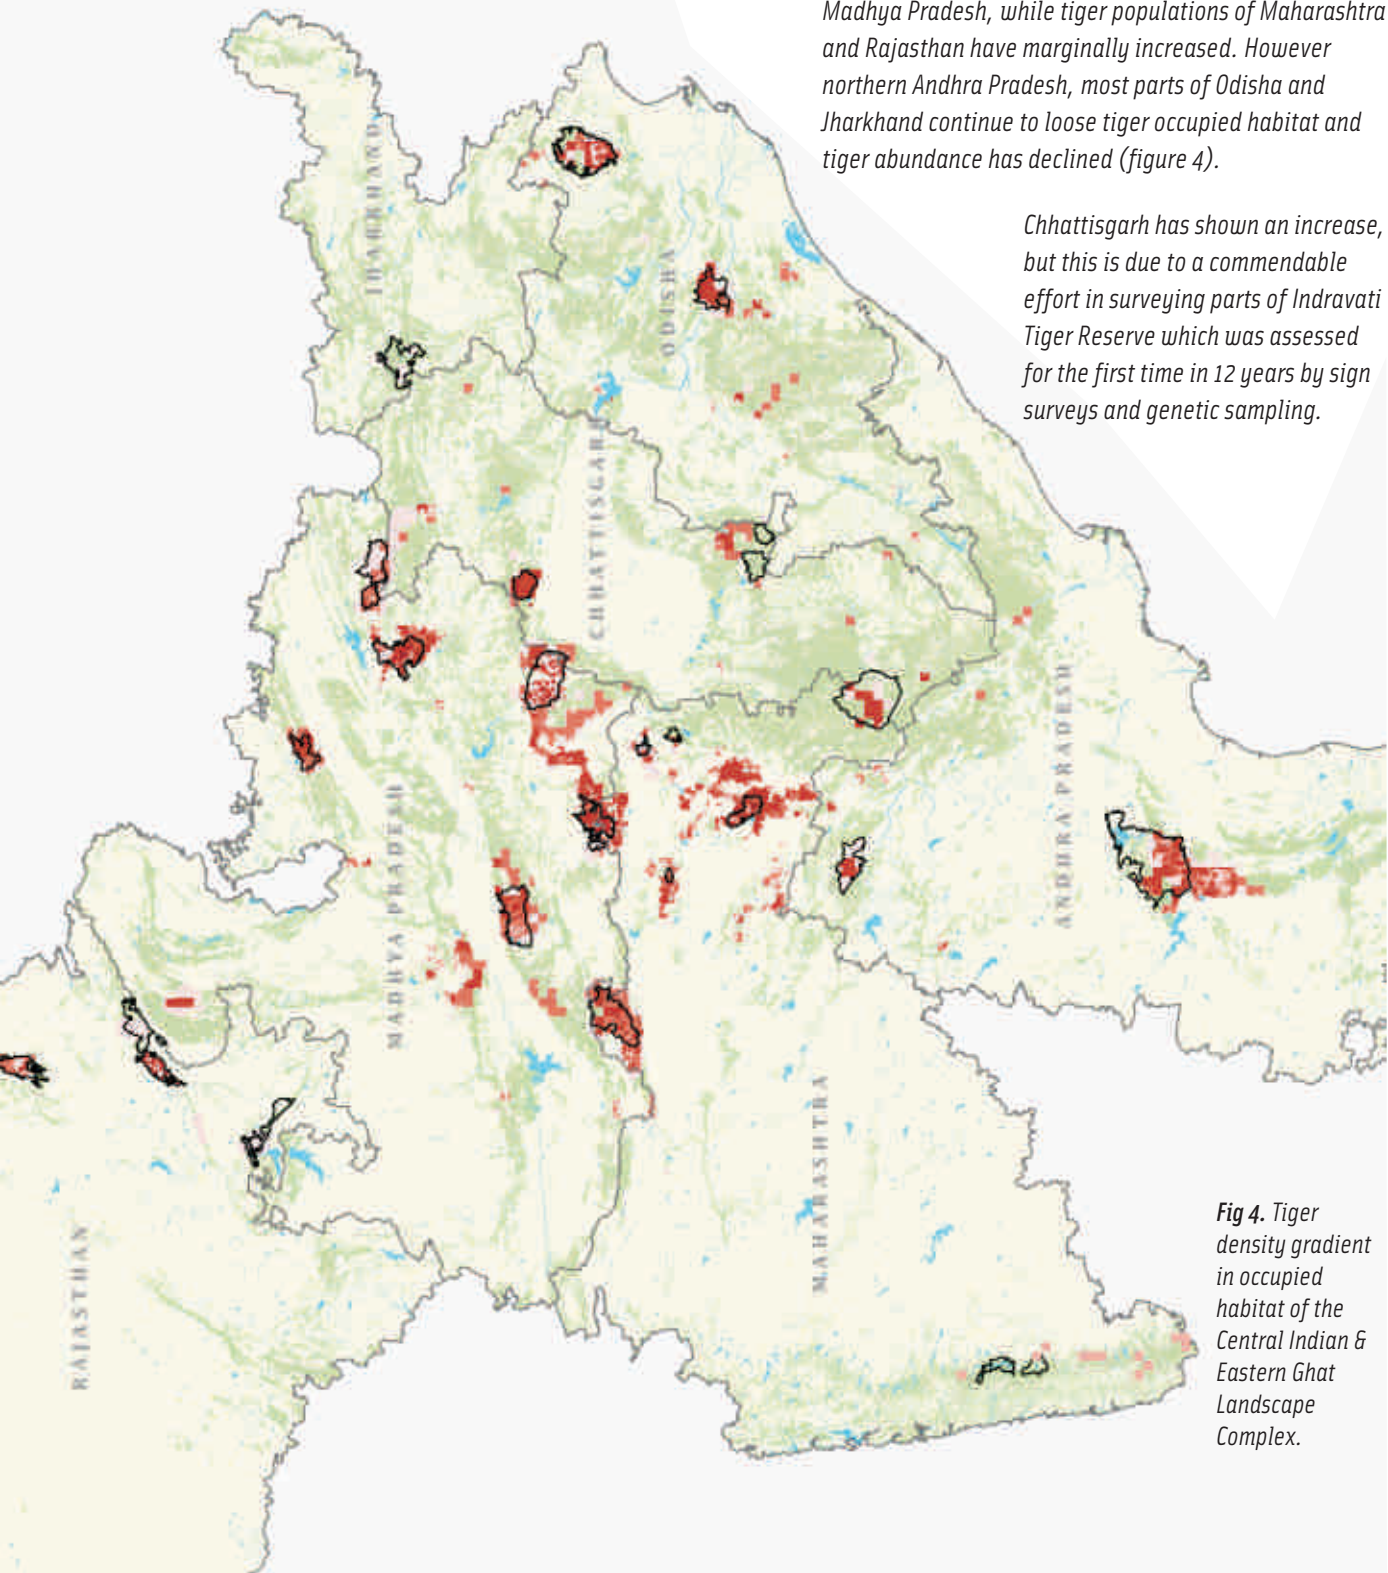 Madhya Pradesh, while tiger populations of Maharashtra
and Rajasthan have marginally increased. However
northern Andhra Pradesh, most parts of Odisha and
Jharkhand continue to loose tiger occupied habitat and
tiger abundance has declined (figure 4).
Chhattisgarh has shown an increase,
but this is due to a commendable
effort in surveying parts of Indravati
Tiger Reserve which was assessed
for the first time in 12 years by sign
surveys and genetic sampling.
JHARKHAND
ODISHA
CHHATTISGARH
ANDHRA PRADESH
MADHYA PRADESH
MAHARASHTRA
RAJASTHAN
Fig 4. Tiger
density gradient
in occupied
habitat of the
Central Indian &
Eastern Ghat
Landscape
Complex.